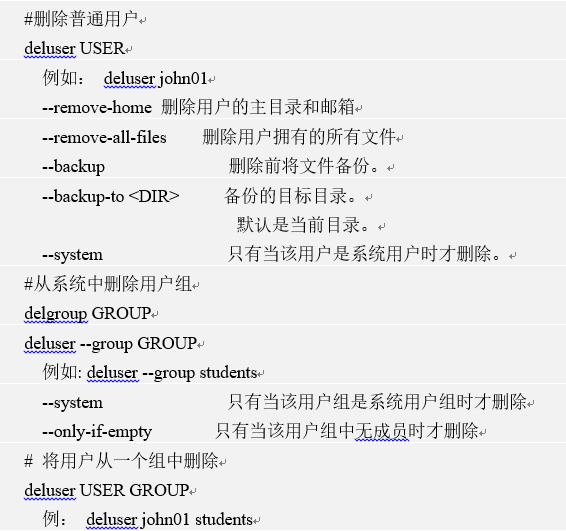 #删除普通用户
deluser USER
例如： deluser john01
--remove-home 删除用户的主目录和邮箱
--remove-all-files 删除用户拥有的所有文件
--backup 删除前将文件备份。
--backup-to <DIR> 备份的目标目录。
默认是当前目录。
--system 只有当该用户是系统用户时才删除。
#从系统中删除用户组
delgroup GROUP
deluser --group GROUP
例如: deluser --group students
--system 只有当该用户组是系统用户组时才删除
--only-if-empty 只有当该用户组中无成员时才删除
# 将用户从一个组中删除
deluser USER GROUP
例： deluser john01 students